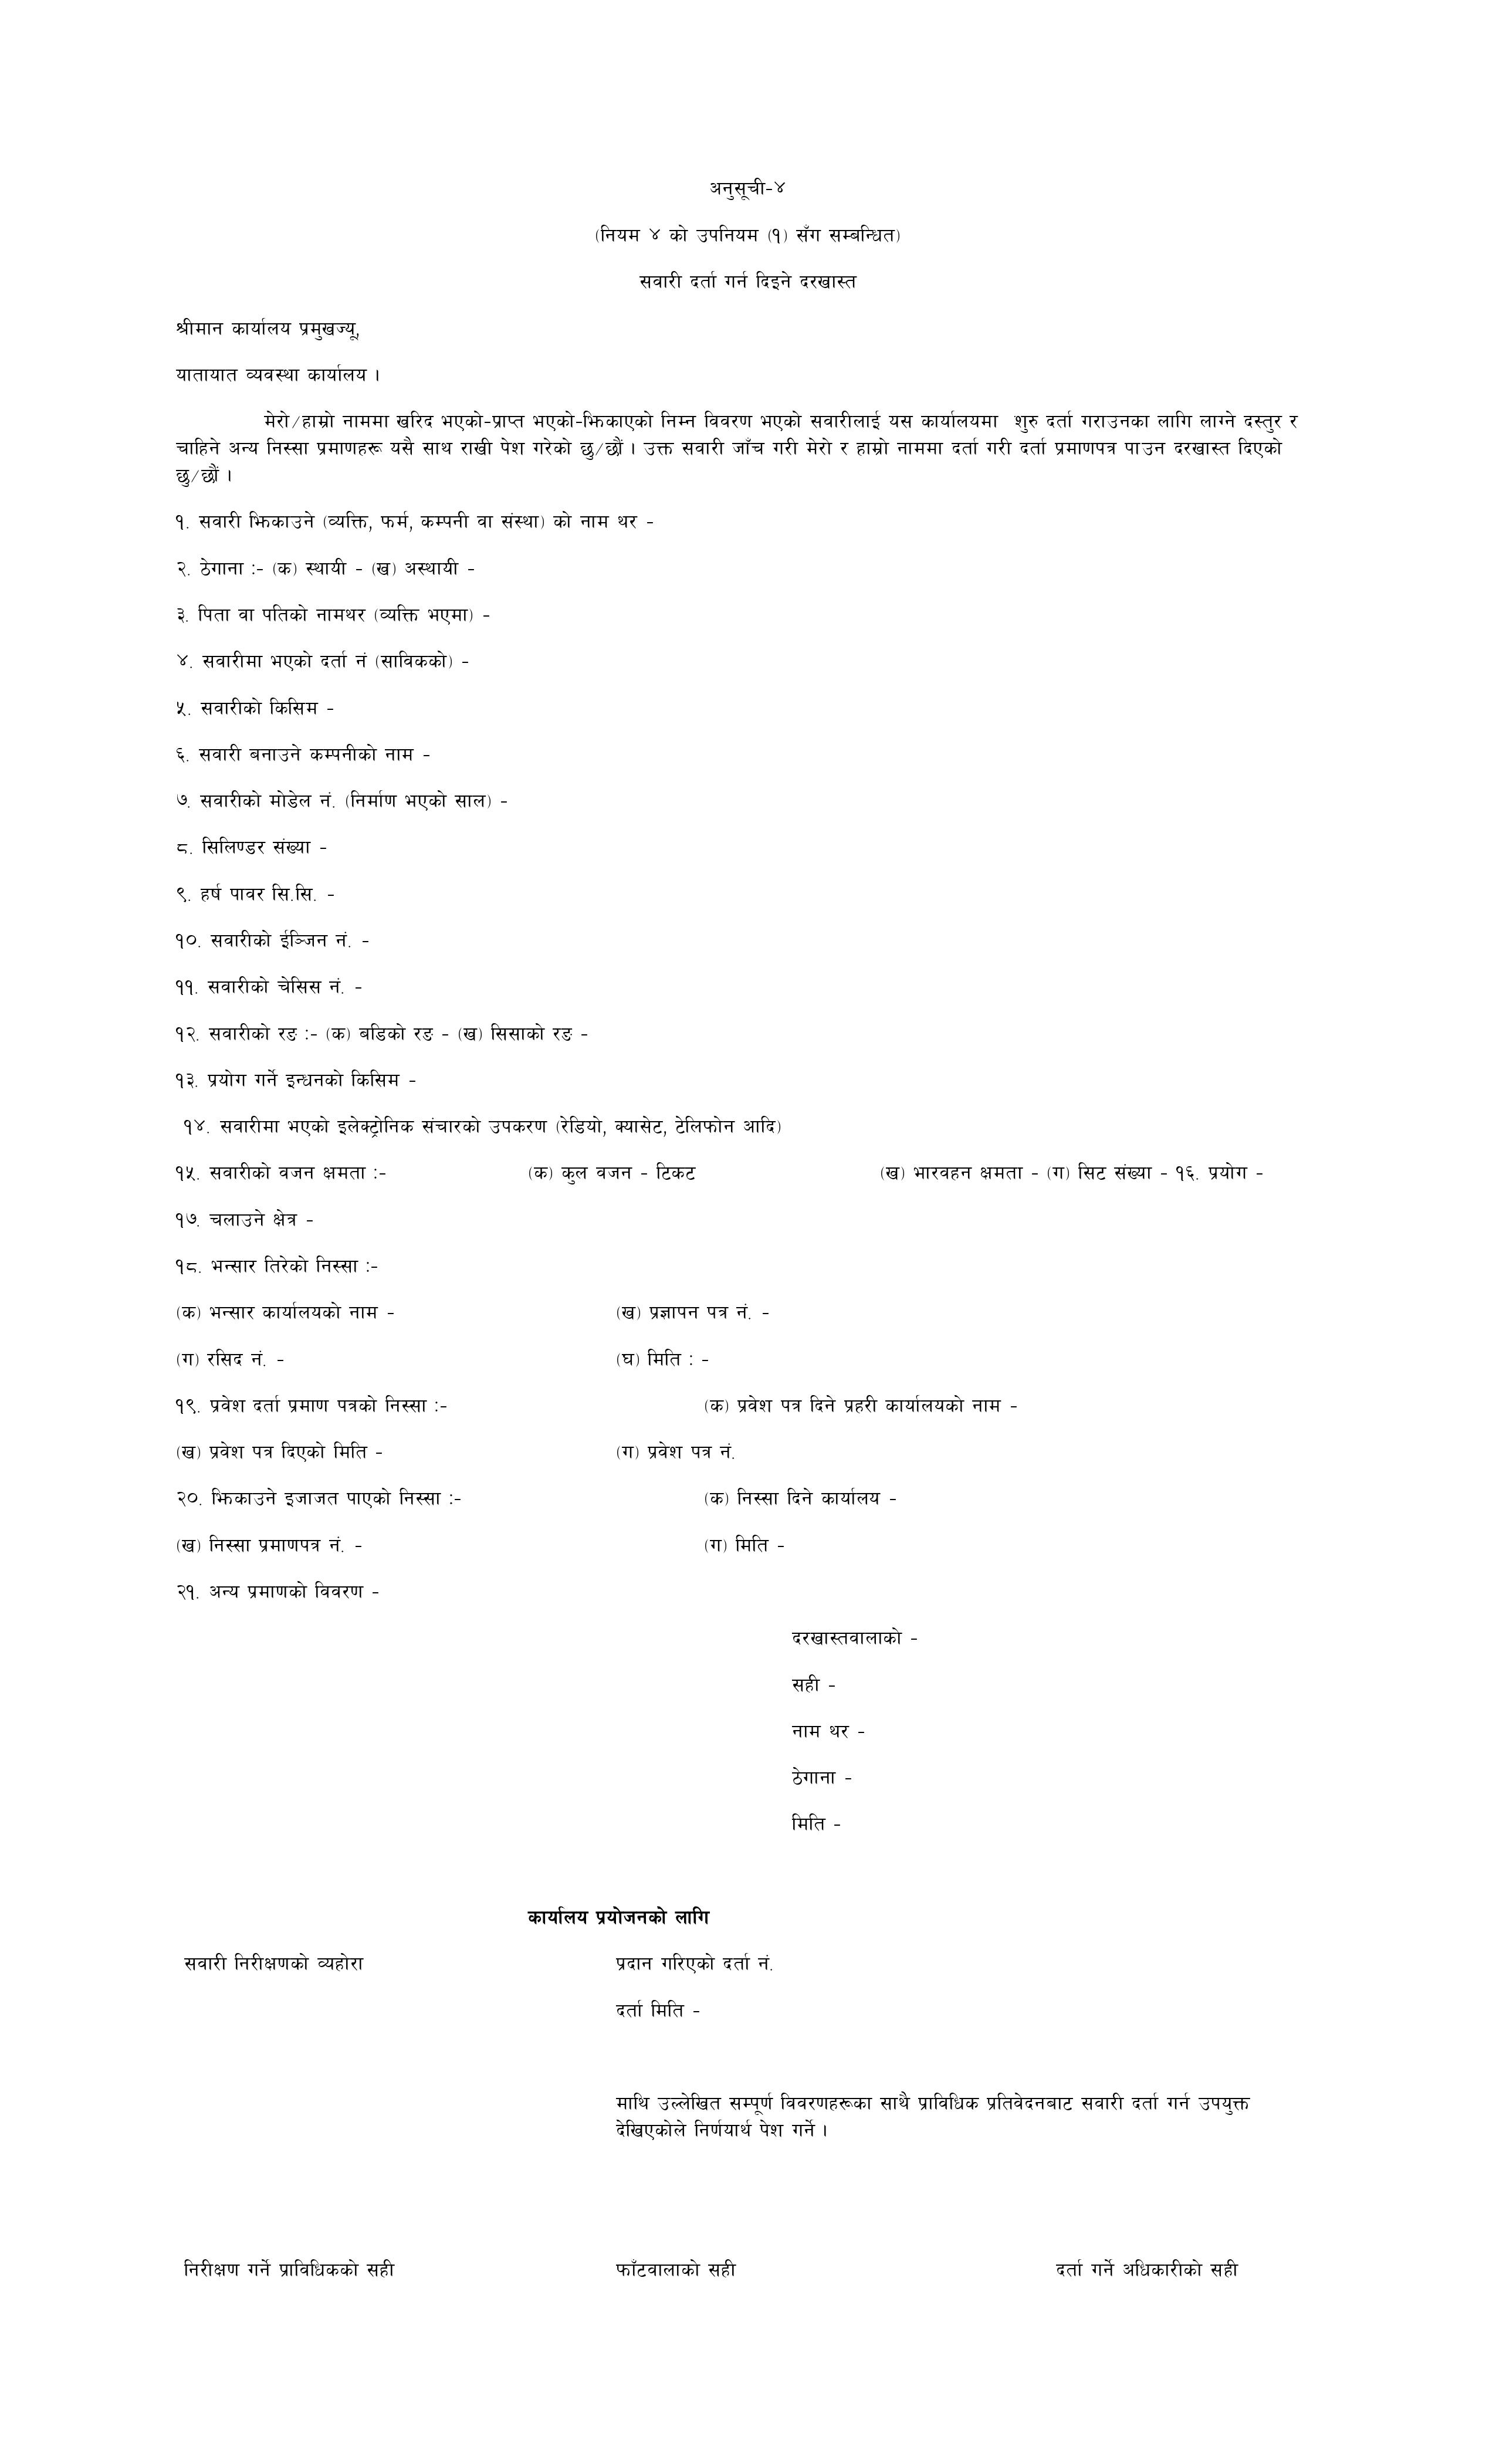 अनुसूची-४
(नियम ४ को उपनियम (१) सँग सम्बन्धित)
सवारी दर्ता गर्न दिइने दरखास्त
श्रीमान कार्यालय प्रमुखज्यू,
यातायात व्यवस्था कार्यालय ।
मेरो/हाम्रो नाममा खरिद भएको-प्राप्त भएको-झिकाएको निम्न विवरण भएको सवारीलाई यस कार्यालयमा शुरु दर्ता गराउनका लागि लाग्ने दस्तुर र
चाहिने अन्य निस्सा प्रमाणहरू यसै साथ राखी पेश गरेको छु/छौं । उक्त सवारी जाँच गरी मेरो र हाम्रो नाममा दर्ता गरी दर्ता प्रमाणपत्र पाउन दरखास्त दिएको
छु/छौं ।
१. सवारी झिकाउने (व्यक्ति, फर्म, कम्पनी वा संस्था) को नाम थर -
२. ठेगाना :- (क) स्थायी - (ख) अस्थायी -
३. पिता वा पतिको नामथर (व्यक्ति भएमा) -
४. सवारीमा भएको दर्ता नं (साविकको) -
५. सवारीको किसिम -
६. सवारी बनाउने कम्पनीको नाम -
७. सवारीको मोडेल नं. (निर्माण भएको साल) -
८. सिलिण्डर संख्या -
९. हर्ष पावर सि.सि. -
१०. सवारीको ईञ्जिन नं. -
११. सवारीको चेसिस नं. -
१२. सवारीको रङ :- (क) बडिको रङ - (ख) सिसाको रङ -
१३. प्रयोग गर्ने इन्धनको किसिम -
१४. सवारीमा भएको इलेक्ट्रोनिक संचारको उपकरण (रेडियो, क्यासेट, टेलिफोन आदि)
१५. सवारीको वजन क्षमता :- (क) कुल वजन - टिकट (ख) भारवहन क्षमता - (ग) सिट संख्या - १६. प्रयोग -
१७. चलाउने क्षेत्र -
१८. भन्सार तिरेको निस्सा :-
(क) भन्सार कार्यालयको नाम - (ख) प्रज्ञापन पत्र नं. -
(ग) रसिद नं. - (घ) मिति : -
१९. प्रवेश दर्ता प्रमाण पत्रको निस्सा :- (क) प्रवेश पत्र दिने प्रहरी कार्यालयको नाम -
(ख) प्रवेश पत्र दिएको मिति - (ग) प्रवेश पत्र नं.
२०. झिकाउने इजाजत पाएको निस्सा :- (क) निस्सा दिने कार्यालय -
(ख) निस्सा प्रमाणपत्र नं. - (ग) मिति -
२१. अन्य प्रमाणको विवरण -
दरखास्तवालाको -
सही -
नाम थर -
ठेगाना -
मिति -
कार्यालय प्रयोजनको लागि
सवारी निरीक्षणको व्यहोरा प्रदान गरिएको दर्ता नं.
दर्ता मिति -
माथि उल्लेखित सम्पूर्ण विवरणहरूका साथै प्राविधिक प्रतिवेदनबाट सवारी दर्ता गर्न उपयुक्त
देखिएकोले निर्णयार्थ पेश गर्ने ।
निरीक्षण गर्ने प्राविधिकको सही फाँटवालाको सही दर्ता गर्ने अधिकारीको सही